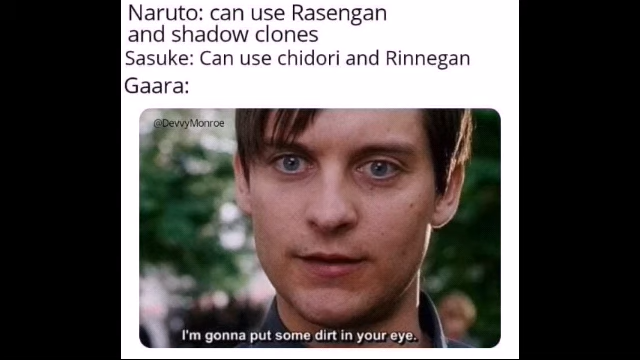 Naruto: can use Rasengan
and shadow clones
Sasuke: Can use chidori and Rinnegan
Gaara:
@DevvyMonroe
I'm gonna put some dirt in your eye.